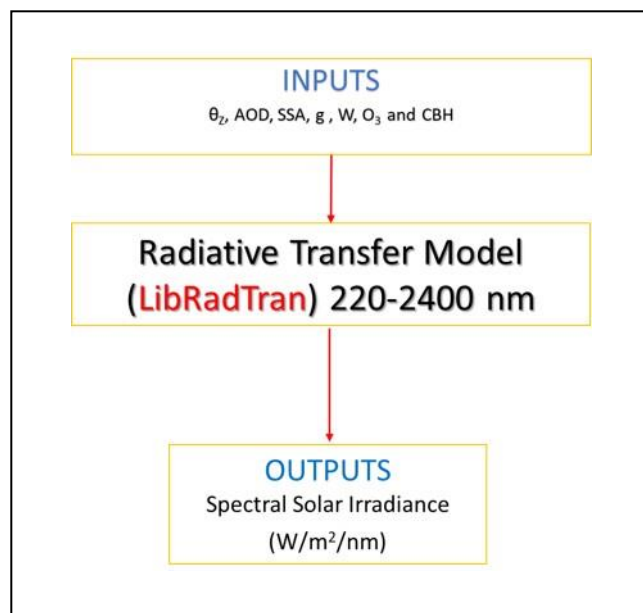 INPUTS
θZ, AOD, SSA, g , W, O3 and CBH
Radiative Transfer Model
(LibRadTran) 220-2400 nm
OUTPUTS
Spectral Solar Irradiance
(W/m²/nm)